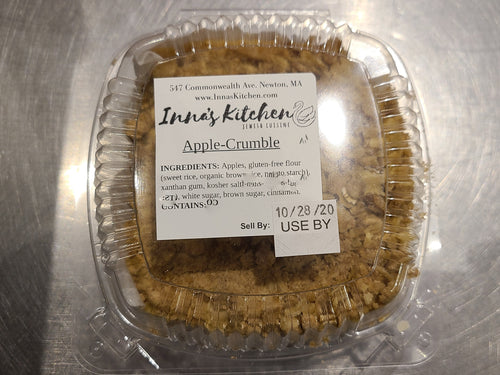 547 Commonwealth Ave. Newton, MA
www.InnasKitchen.com
Inna's Kitchen
JEWISH CUISINE
Apple-Crumble
INGREDIENTS: Apples, gluten-free flour
(sweet rice, organic brown rice, potato starch)
xanthan gum, kosher salt
white sugar, brown sugar, cinnamon
CONTAINS:
Sell By:
10/28/20
USE BY